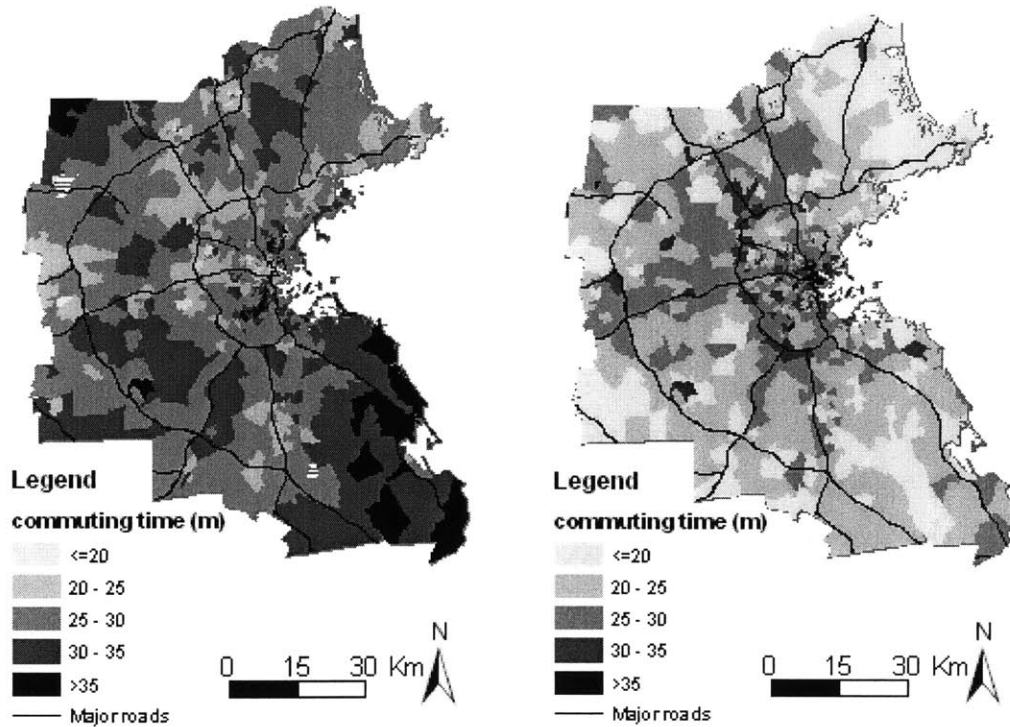 Legend
commuting time (m)
<=20
20 - 25
25 - 30
30 - 35
>35
Major roads
0 15 30 Km
N
Legend
commuting time (m)
<=20
20 - 25
25 - 30
30 - 35
>35
Major roads
0 15 30 Km
N